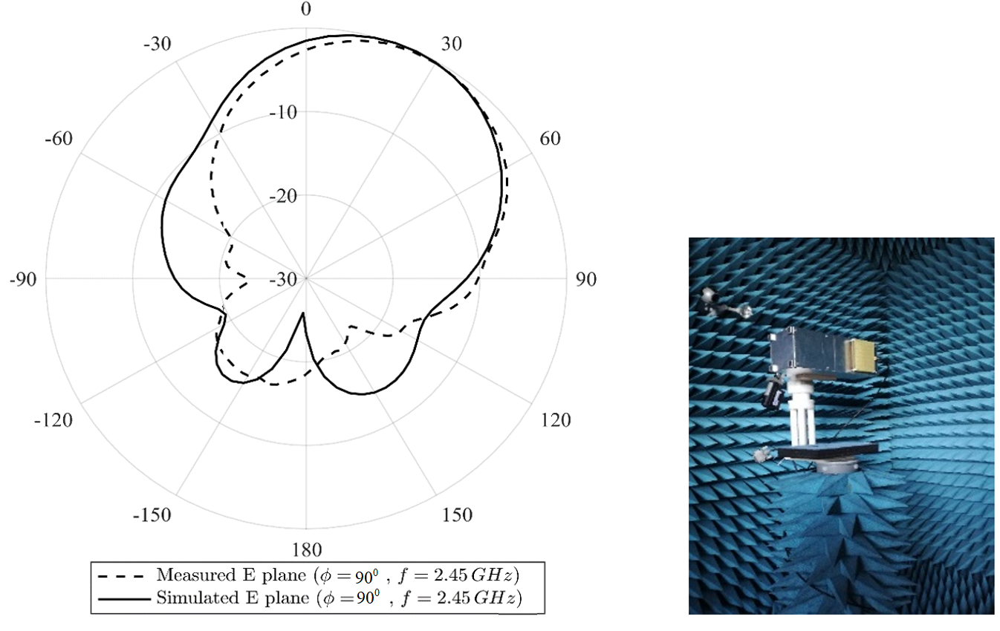 0
-30 30
-60 60
-10
-20
-90 -30 90
-120 120
-150 150
180
Measured E plane (ϕ = 90⁰ , f = 2.45 GHz)
Simulated E plane (ϕ = 90⁰ , f = 2.45 GHz)